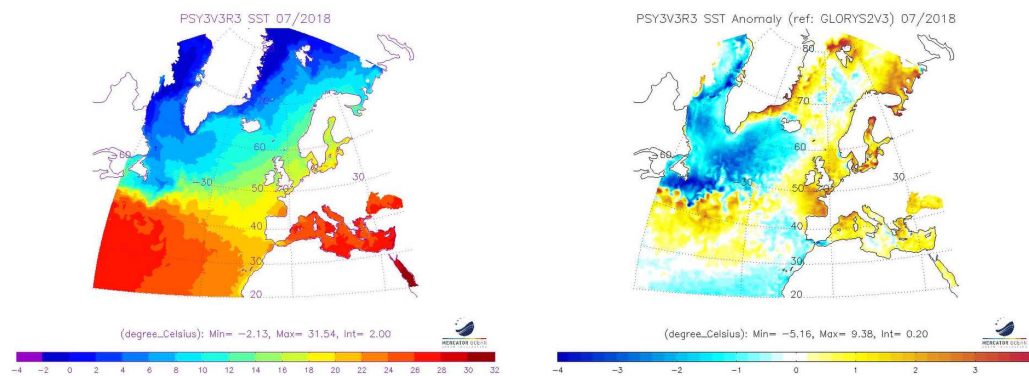 PSY3V3R3 SST 07/2018
−60
−30
60
50
40
30
20
30
(degree_Celsius): Min= −2.13, Max= 31.54, Int= 2.00
MERCATOR OCEAN
−4 −2 0 2 4 6 8 10 12 14 16 18 20 22 24 26 28 30 32
PSY3V3R3 SST Anomaly (ref: GLORYS2V3) 07/2018
80
70
60
−60
−30
50
40
30
20
30
(degree_Celsius): Min= −5.16, Max= 9.38, Int= 0.20
MERCATOR OCEAN
−4 −3 −2 −1 0 1 2 3